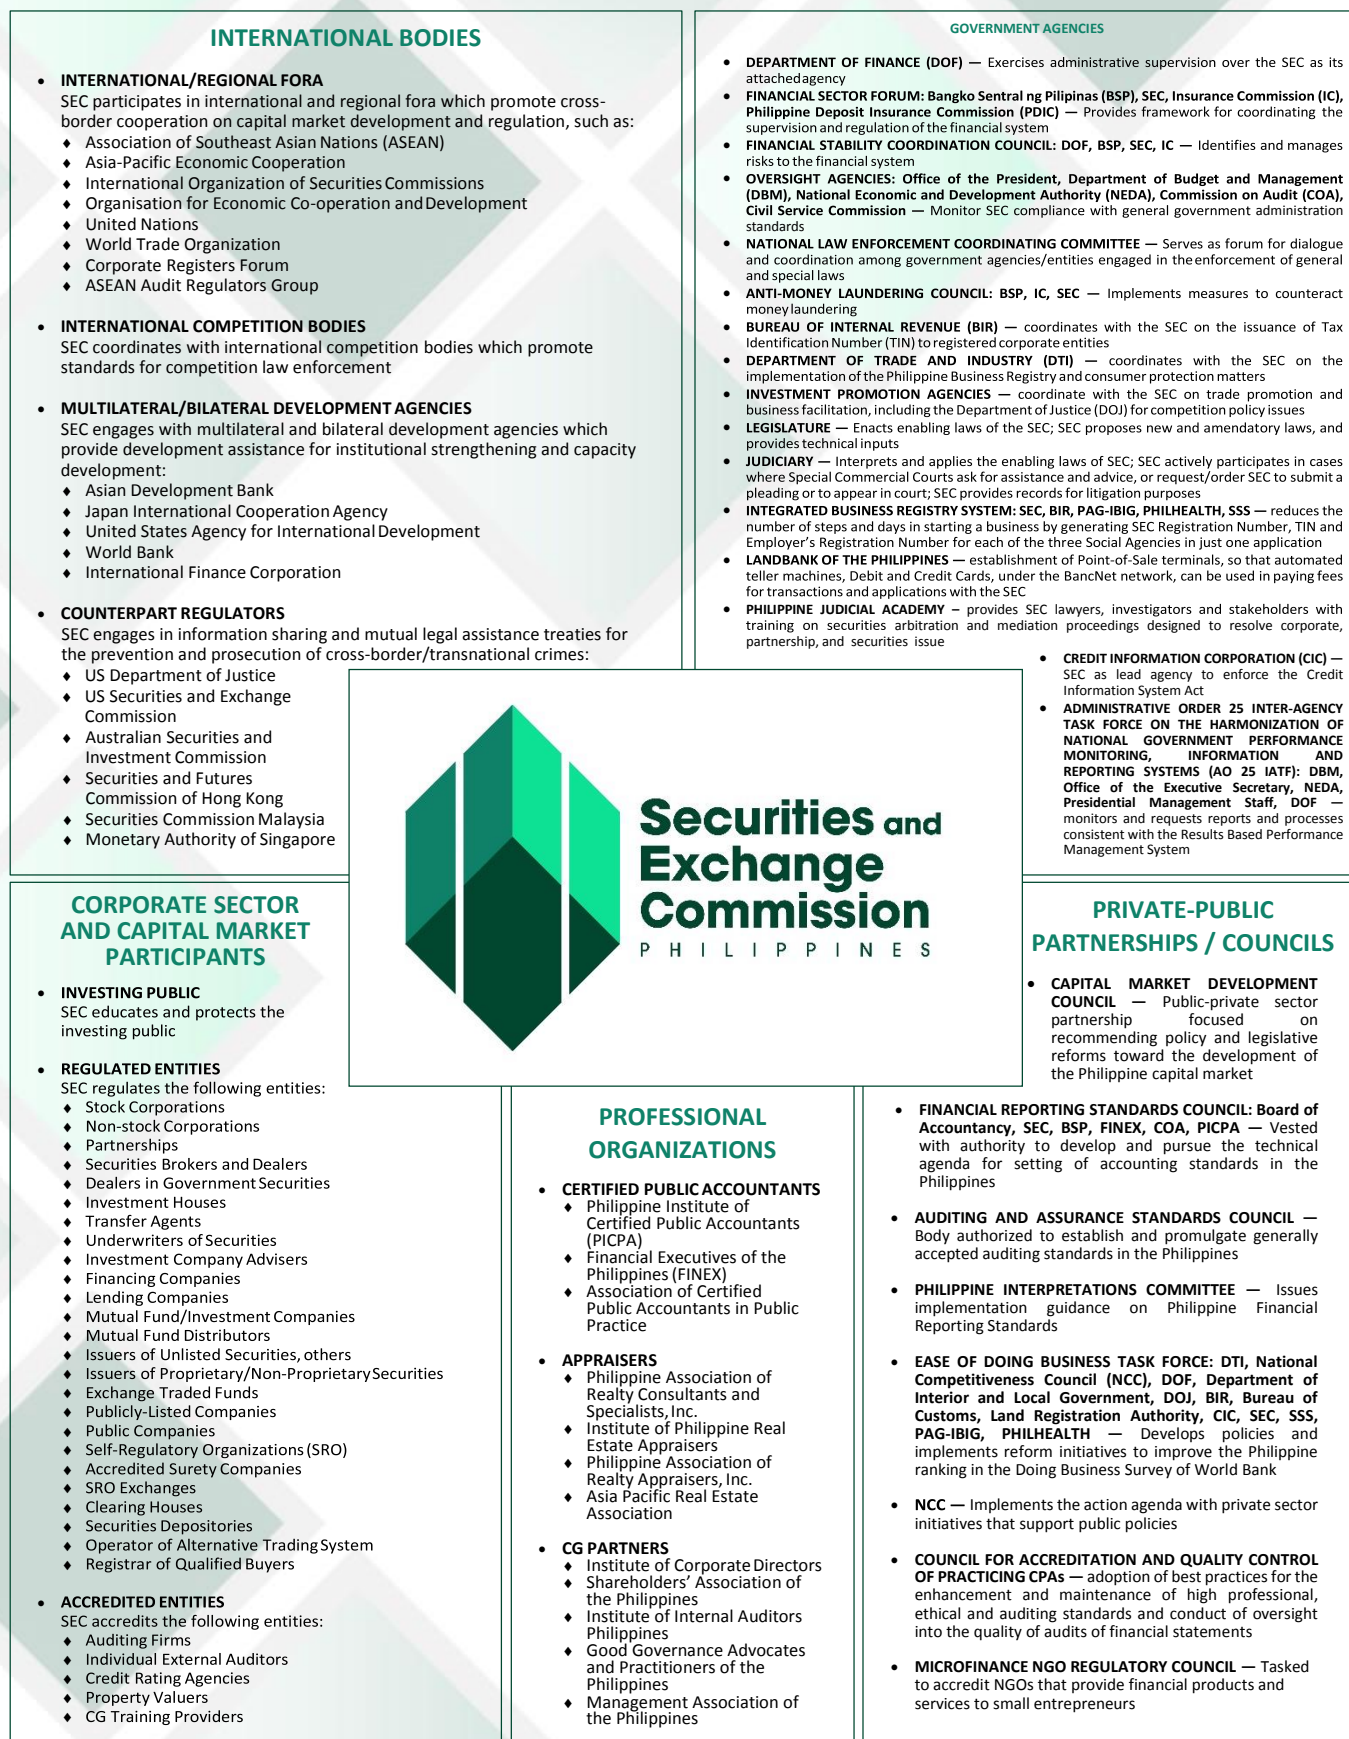 INTERNATIONAL BODIES
• INTERNATIONAL/REGIONAL FORA
SEC participates in international and regional fora which promote cross-
border cooperation on capital market development and regulation, such as:
♦ Association of Southeast Asian Nations (ASEAN)
♦ Asia-Pacific Economic Cooperation
♦ International Organization of Securities Commissions
♦ Organisation for Economic Co-operation and Development
♦ United Nations
♦ World Trade Organization
♦ Corporate Registers Forum
♦ ASEAN Audit Regulators Group
• INTERNATIONAL COMPETITION BODIES
SEC coordinates with international competition bodies which promote
standards for competition law enforcement
• MULTILATERAL/BILATERAL DEVELOPMENT AGENCIES
SEC engages with multilateral and bilateral development agencies which
provide development assistance for institutional strengthening and capacity
development:
♦ Asian Development Bank
♦ Japan International Cooperation Agency
♦ United States Agency for International Development
♦ World Bank
♦ International Finance Corporation
• COUNTERPART REGULATORS
SEC engages in information sharing and mutual legal assistance treaties for
the prevention and prosecution of cross-border/transnational crimes:
♦ US Department of Justice
♦ US Securities and Exchange
Commission
♦ Australian Securities and
Investment Commission
♦ Securities and Futures
Commission of Hong Kong
♦ Securities Commission Malaysia
♦ Monetary Authority of Singapore
GOVERNMENT AGENCIES
• DEPARTMENT OF FINANCE (DOF) — Exercises administrative supervision over the SEC as its
attached agency
• FINANCIAL SECTOR FORUM: Bangko Sentral ng Pilipinas (BSP), SEC, Insurance Commission (IC),
Philippine Deposit Insurance Commission (PDIC) — Provides framework for coordinating the
supervision and regulation of the financial system
• FINANCIAL STABILITY COORDINATION COUNCIL: DOF, BSP, SEC, IC — Identifies and manages
risks to the financial system
• OVERSIGHT AGENCIES: Office of the President, Department of Budget and Management
(DBM), National Economic and Development Authority (NEDA), Commission on Audit (COA),
Civil Service Commission — Monitor SEC compliance with general government administration
standards
• NATIONAL LAW ENFORCEMENT COORDINATING COMMITTEE — Serves as forum for dialogue
and coordination among government agencies/entities engaged in the enforcement of general
and special laws
• ANTI-MONEY LAUNDERING COUNCIL: BSP, IC, SEC — Implements measures to counteract
money laundering
• BUREAU OF INTERNAL REVENUE (BIR) — coordinates with the SEC on the issuance of Tax
Identification Number (TIN) to registered corporate entities
• DEPARTMENT OF TRADE AND INDUSTRY (DTI) — coordinates with the SEC on the
implementation of the Philippine Business Registry and consumer protection matters
• INVESTMENT PROMOTION AGENCIES — coordinate with the SEC on trade promotion and
business facilitation, including the Department of Justice (DOJ) for competition policy issues
• LEGISLATURE — Enacts enabling laws of the SEC; SEC proposes new and amendatory laws, and
provides technical inputs
• JUDICIARY — Interprets and applies the enabling laws of SEC; SEC actively participates in cases
where Special Commercial Courts ask for assistance and advice, or request/order SEC to submit a
pleading or to appear in court; SEC provides records for litigation purposes
• INTEGRATED BUSINESS REGISTRY SYSTEM: SEC, BIR, PAG-IBIG, PHILHEALTH, SSS — reduces the
number of steps and days in starting a business by generating SEC Registration Number, TIN and
Employer's Registration Number for each of the three Social Agencies in just one application
• LANDBANK OF THE PHILIPPINES — establishment of Point-of-Sale terminals, so that automated
teller machines, Debit and Credit Cards, under the BancNet network, can be used in paying fees
for transactions and applications with the SEC
• PHILIPPINE JUDICIAL ACADEMY – provides SEC lawyers, investigators and stakeholders with
training on securities arbitration and mediation proceedings designed to resolve corporate,
partnership, and securities issue
• CREDIT INFORMATION CORPORATION (CIC) —
SEC as lead agency to enforce the Credit
Information System Act
• ADMINISTRATIVE ORDER 25 INTER-AGENCY
TASK FORCE ON THE HARMONIZATION OF
NATIONAL GOVERNMENT PERFORMANCE
MONITORING, INFORMATION AND
REPORTING SYSTEMS (AO 25 IATF): DBM,
Office of the Executive Secretary, NEDA,
Presidential Management Staff, DOF —
monitors and requests reports and processes
consistent with the Results Based Performance
Management System
Securities and
Exchange
Commission
PHILIPPINES
CORPORATE SECTOR
AND CAPITAL MARKET
PARTICIPANTS
• INVESTING PUBLIC
SEC educates and protects the
investing public
• REGULATED ENTITIES
SEC regulates the following entities:
♦ Stock Corporations
♦ Non-stock Corporations
♦ Partnerships
♦ Securities Brokers and Dealers
♦ Dealers in Government Securities
♦ Investment Houses
♦ Transfer Agents
♦ Underwriters of Securities
♦ Investment Company Advisers
♦ Financing Companies
♦ Lending Companies
♦ Mutual Fund/Investment Companies
♦ Mutual Fund Distributors
♦ Issuers of Unlisted Securities, others
♦ Issuers of Proprietary/Non-Proprietary Securities
♦ Exchange Traded Funds
♦ Publicly-Listed Companies
♦ Public Companies
♦ Self-Regulatory Organizations (SRO)
♦ Accredited Surety Companies
♦ SRO Exchanges
♦ Clearing Houses
♦ Securities Depositories
♦ Operator of Alternative Trading System
♦ Registrar of Qualified Buyers
• ACCREDITED ENTITIES
SEC accredits the following entities:
♦ Auditing Firms
♦ Individual External Auditors
♦ Credit Rating Agencies
♦ Property Valuers
♦ CG Training Providers
PROFESSIONAL
ORGANIZATIONS
• CERTIFIED PUBLIC ACCOUNTANTS
♦ Philippine Institute of
Certified Public Accountants
(PICPA)
♦ Financial Executives of the
Philippines (FINEX)
♦ Association of Certified
Public Accountants in Public
Practice
• APPRAISERS
♦ Philippine Association of
Realty Consultants and
Specialists, Inc.
♦ Institute of Philippine Real
Estate Appraisers
♦ Philippine Association of
Realty Appraisers, Inc.
♦ Asia Pacific Real Estate
Association
• CG PARTNERS
♦ Institute of Corporate Directors
♦ Shareholders' Association of
the Philippines
♦ Institute of Internal Auditors
Philippines
♦ Good Governance Advocates
and Practitioners of the
Philippines
♦ Management Association of
the Philippines
PRIVATE-PUBLIC
PARTNERSHIPS / COUNCILS
• CAPITAL MARKET DEVELOPMENT
COUNCIL — Public-private sector
partnership focused on
recommending policy and legislative
reforms toward the development of
the Philippine capital market
• FINANCIAL REPORTING STANDARDS COUNCIL: Board of
Accountancy, SEC, BSP, FINEX, COA, PICPA — Vested
with authority to develop and pursue the technical
agenda for setting of accounting standards in the
Philippines
• AUDITING AND ASSURANCE STANDARDS COUNCIL —
Body authorized to establish and promulgate generally
accepted auditing standards in the Philippines
• PHILIPPINE INTERPRETATIONS COMMITTEE — Issues
implementation guidance on Philippine Financial
Reporting Standards
• EASE OF DOING BUSINESS TASK FORCE: DTI, National
Competitiveness Council (NCC), DOF, Department of
Interior and Local Government, DOJ, BIR, Bureau of
Customs, Land Registration Authority, CIC, SEC, SSS,
PAG-IBIG, PHILHEALTH — Develops policies and
implements reform initiatives to improve the Philippine
ranking in the Doing Business Survey of World Bank
• NCC — Implements the action agenda with private sector
initiatives that support public policies
• COUNCIL FOR ACCREDITATION AND QUALITY CONTROL
OF PRACTICING CPAs — adoption of best practices for the
enhancement and maintenance of high professional,
ethical and auditing standards and conduct of oversight
into the quality of audits of financial statements
• MICROFINANCE NGO REGULATORY COUNCIL — Tasked
to accredit NGOs that provide financial products and
services to small entrepreneurs